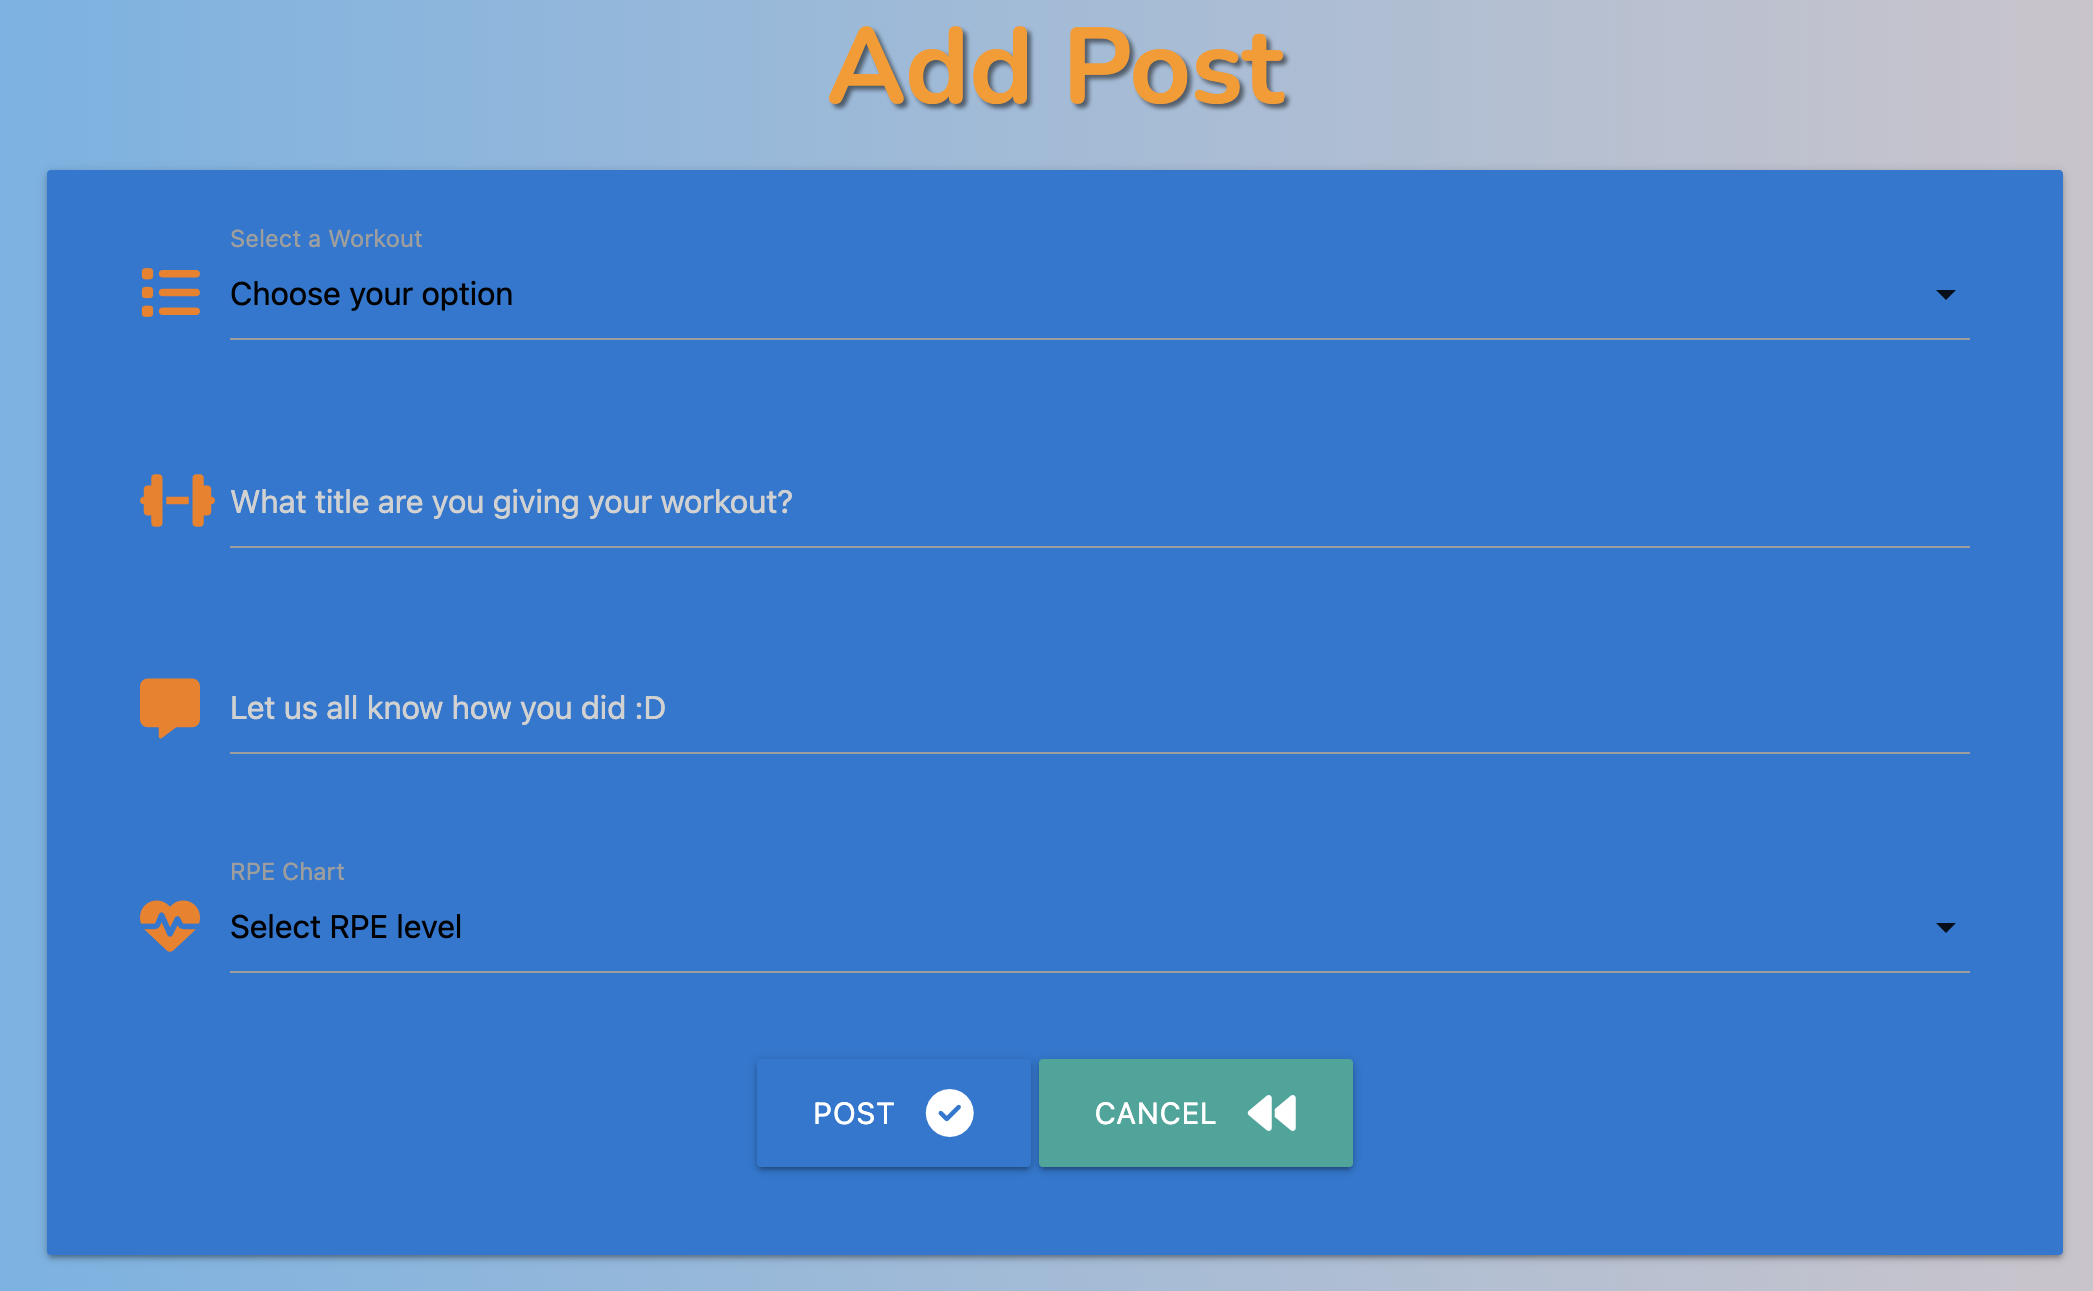 Add Post
Select a Workout
Choose your option
What title are you giving your workout?
Let us all know how you did :D
RPE Chart
Select RPE level
POST
CANCEL